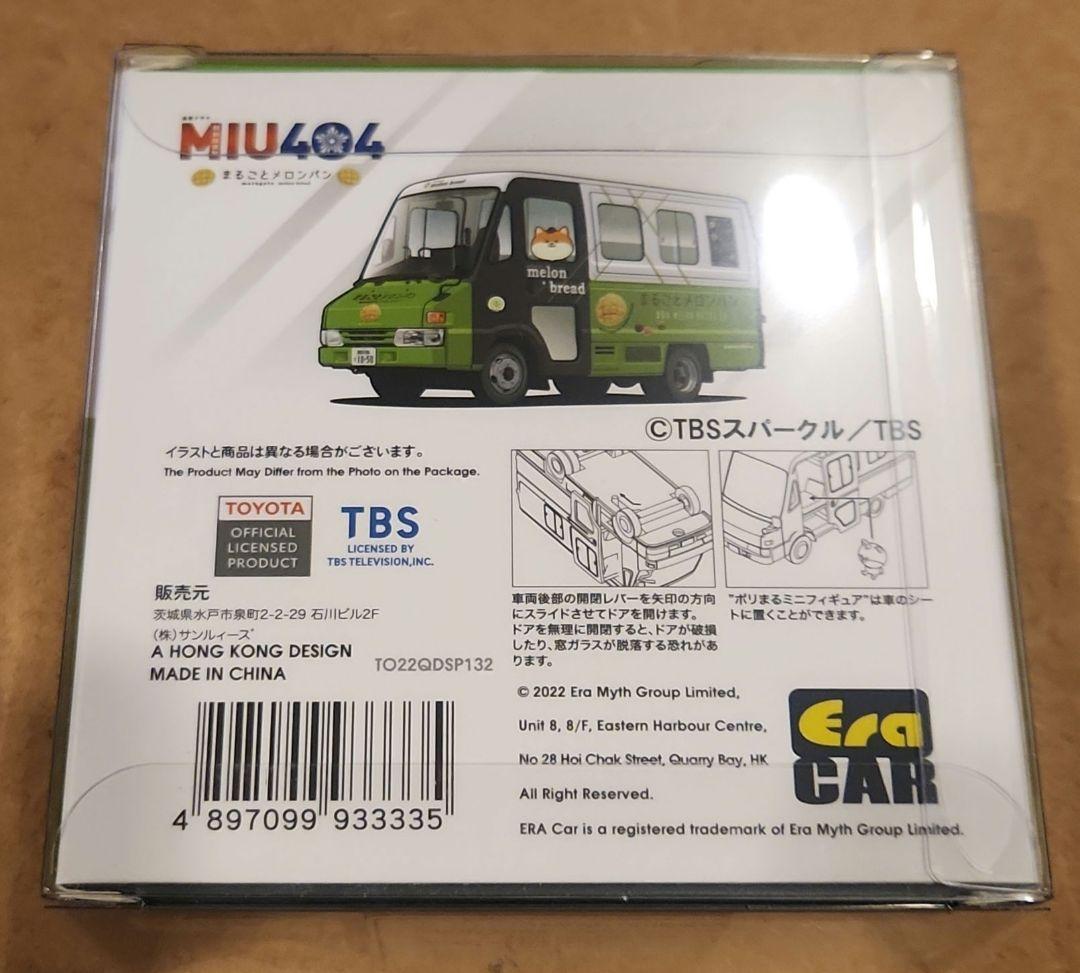 MIU404
まるごとメロンパン
melon bread
melon
bread
まるごとメロンパン
10-50
©TBSスパークル/TBS
イラストと商品は異なる場合がございます。
The Product May Differ from the Photo on the Package.
TOYOTA
OFFICIAL
LICENSED
PRODUCT
TBS
LICENSED BY
TBS TELEVISION,INC.
販売元
茨城県水戸市泉町2-2-29 石川ビル2F
(株)サンルィーズ
A HONG KONG DESIGN
MADE IN CHINA
TO22QDSP132
4 897099 933335
車両後部の開閉レバーを矢印の方向
にスライドさせてドアを開けます。
ドアを無理に開閉すると、ドアが破損
したり、窓ガラスが脱落する恐れがあ
ります。
"ポリまるミニフィギュア"は車のシー
トに置くことができます。
© 2022 Era Myth Group Limited,
Unit 8, 8/F, Eastern Harbour Centre,
No 28 Hoi Chak Street, Quarry Bay, HK
All Right Reserved.
ERA Car is a registered trademark of Era Myth Group Limited.
Era
CAR